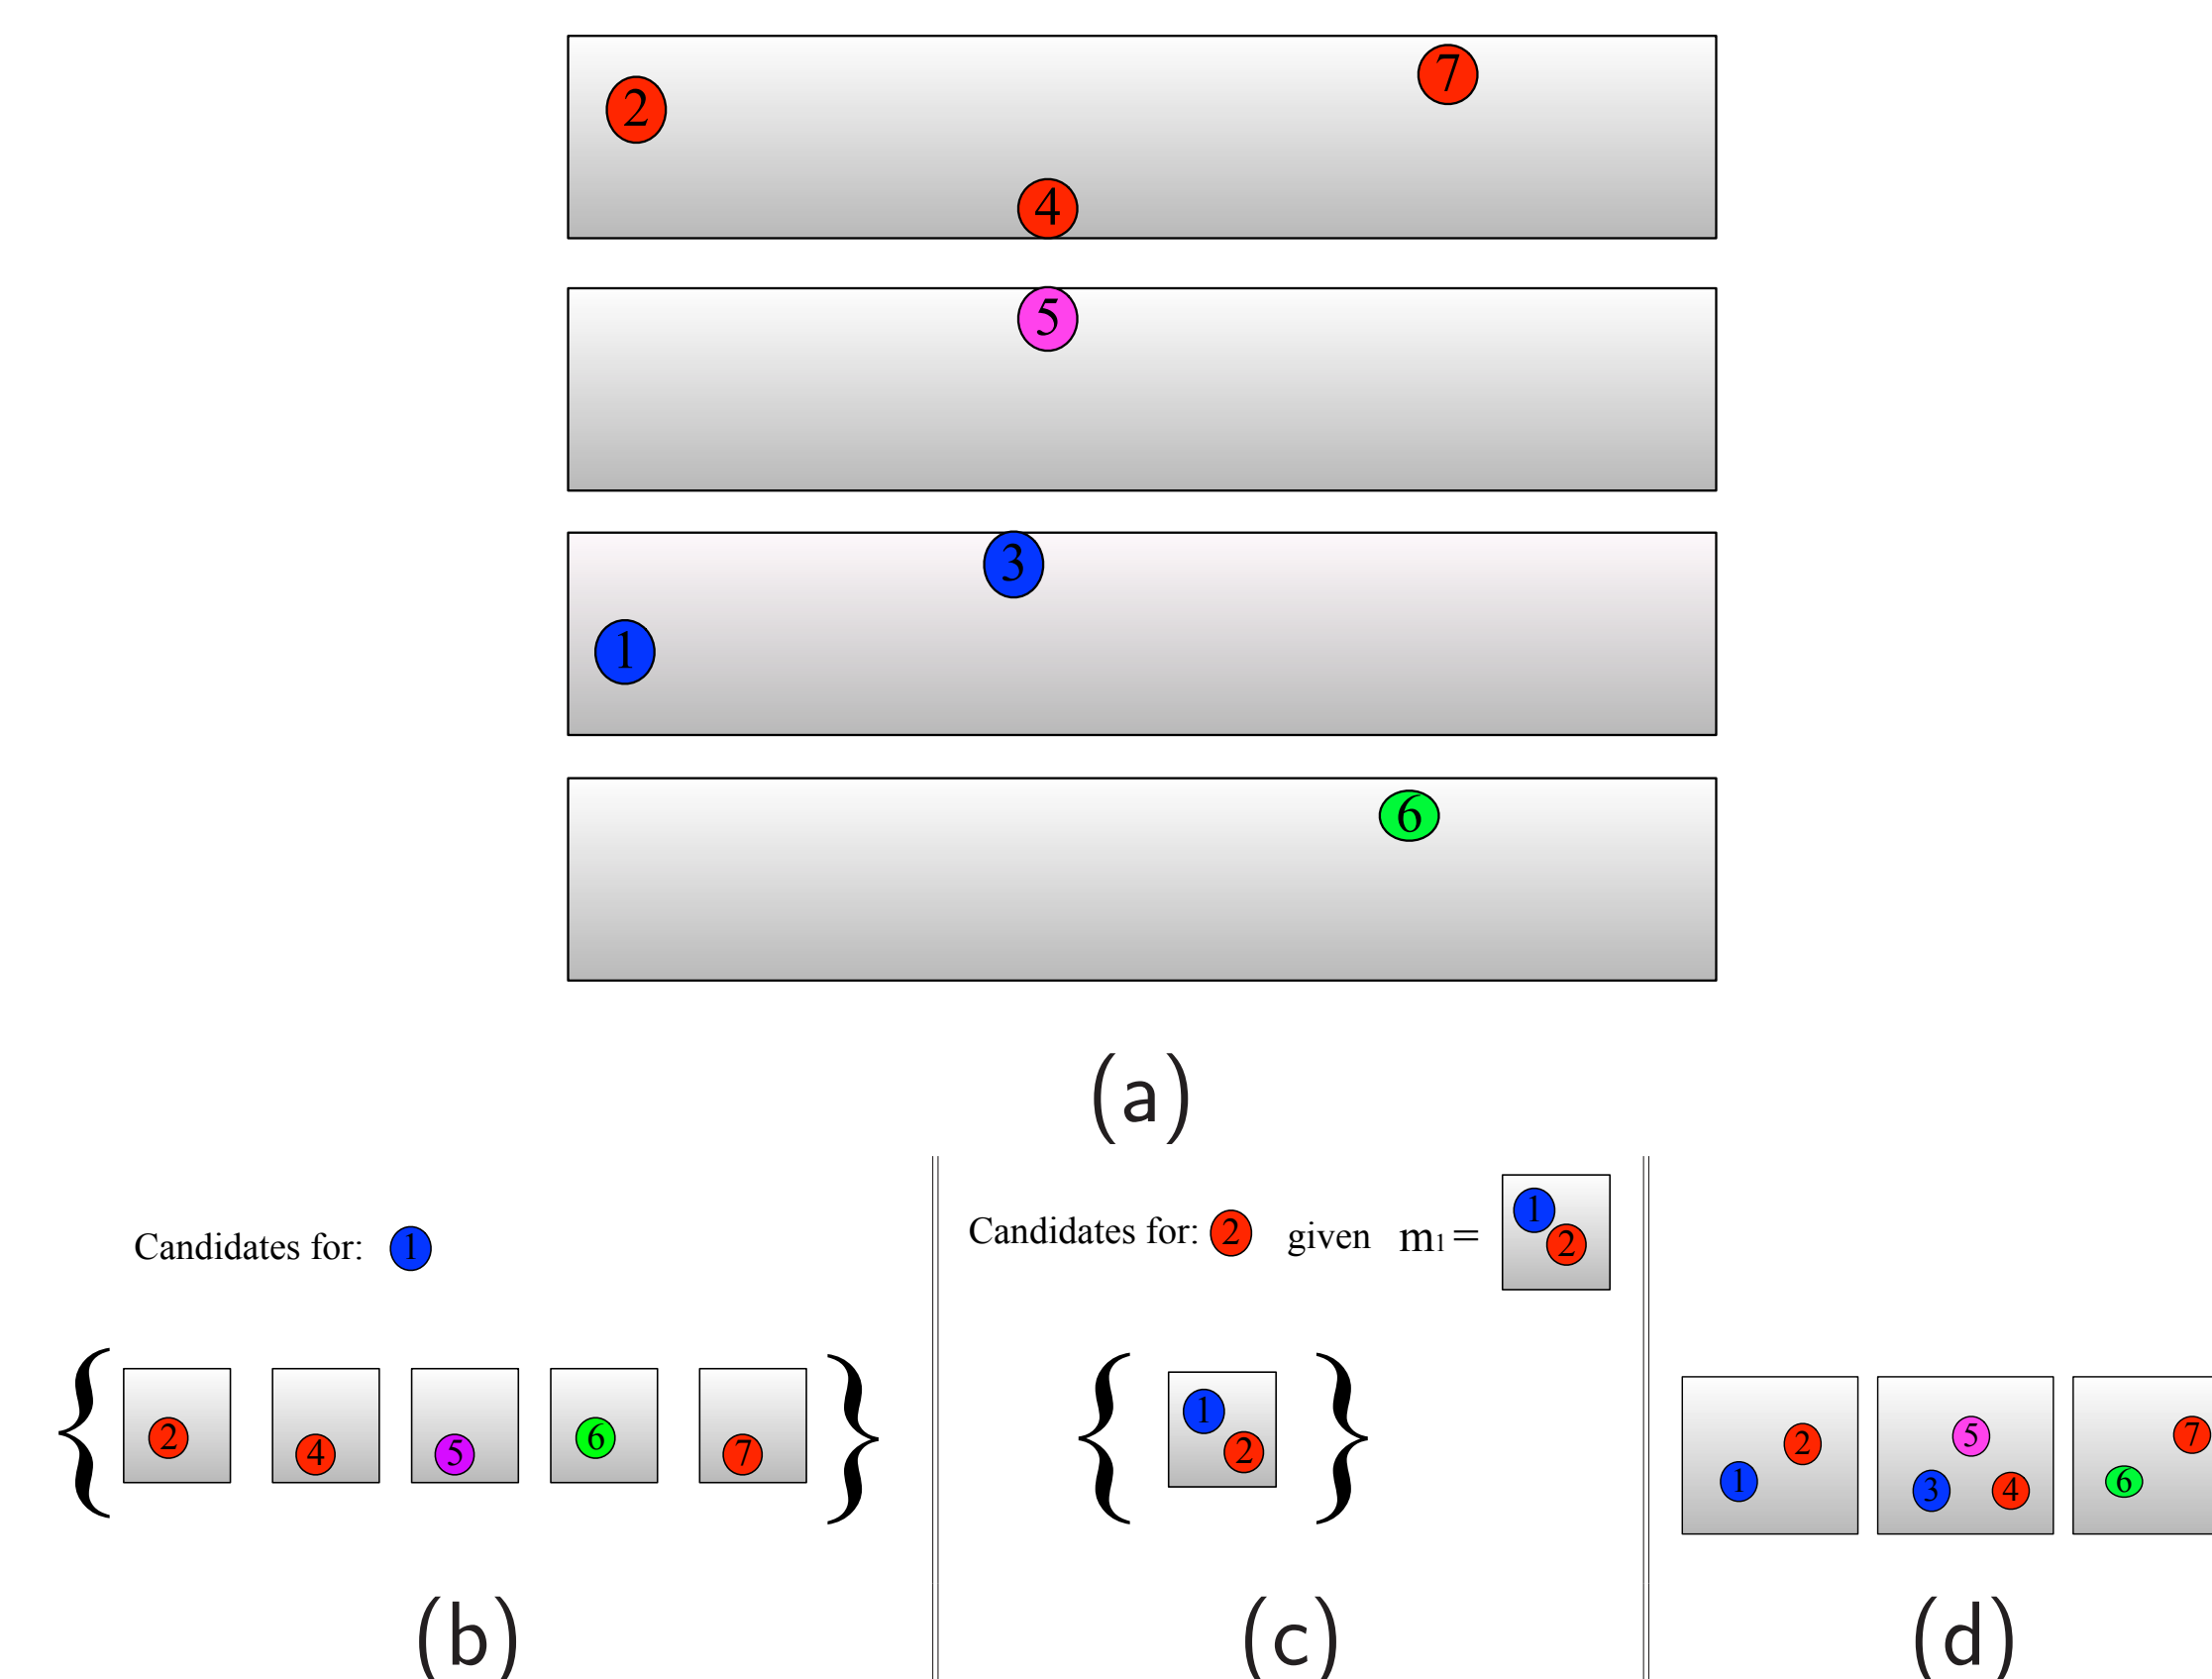 2
7
4
5
3
1
6
(a)
Candidates for: 1
{ 2 4 5 6 7 }
(b)
Candidates for: 2 given m1 = 1 2
{ 1 2 }
(c)
1 2 3 5 4 6 7
(d)